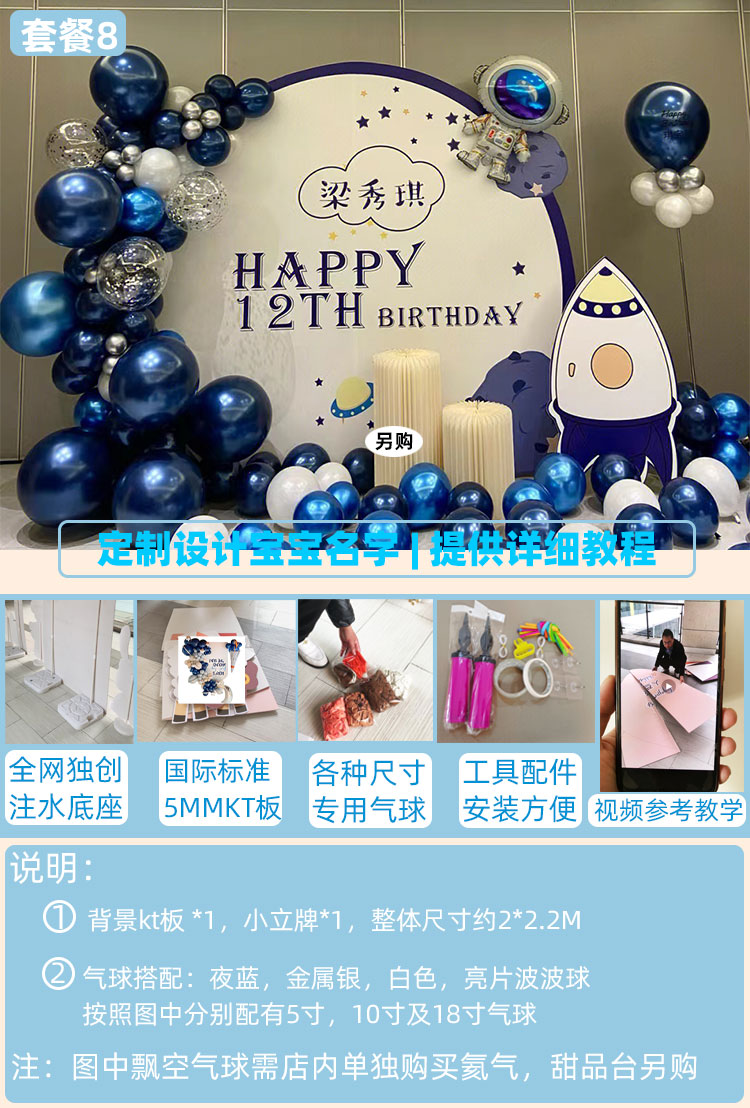 套餐8
Happy
梁秀琪
HAPPY
12TH BIRTHDAY
另购
定制设计宝宝名字 | 提供详细教程
全网独创
注水底座
国际标准
5MMKT板
各种尺寸
专用气球
工具配件
安装方便
视频参考教学
说明：
① 背景kt板 *1，小立牌*1，整体尺寸约2*2.2M
② 气球搭配：夜蓝，金属银，白色，亮片波波球
按照图中分别配有5寸，10寸及18寸气球
注：图中飘空气球需店内单独购买氦气，甜品台另购